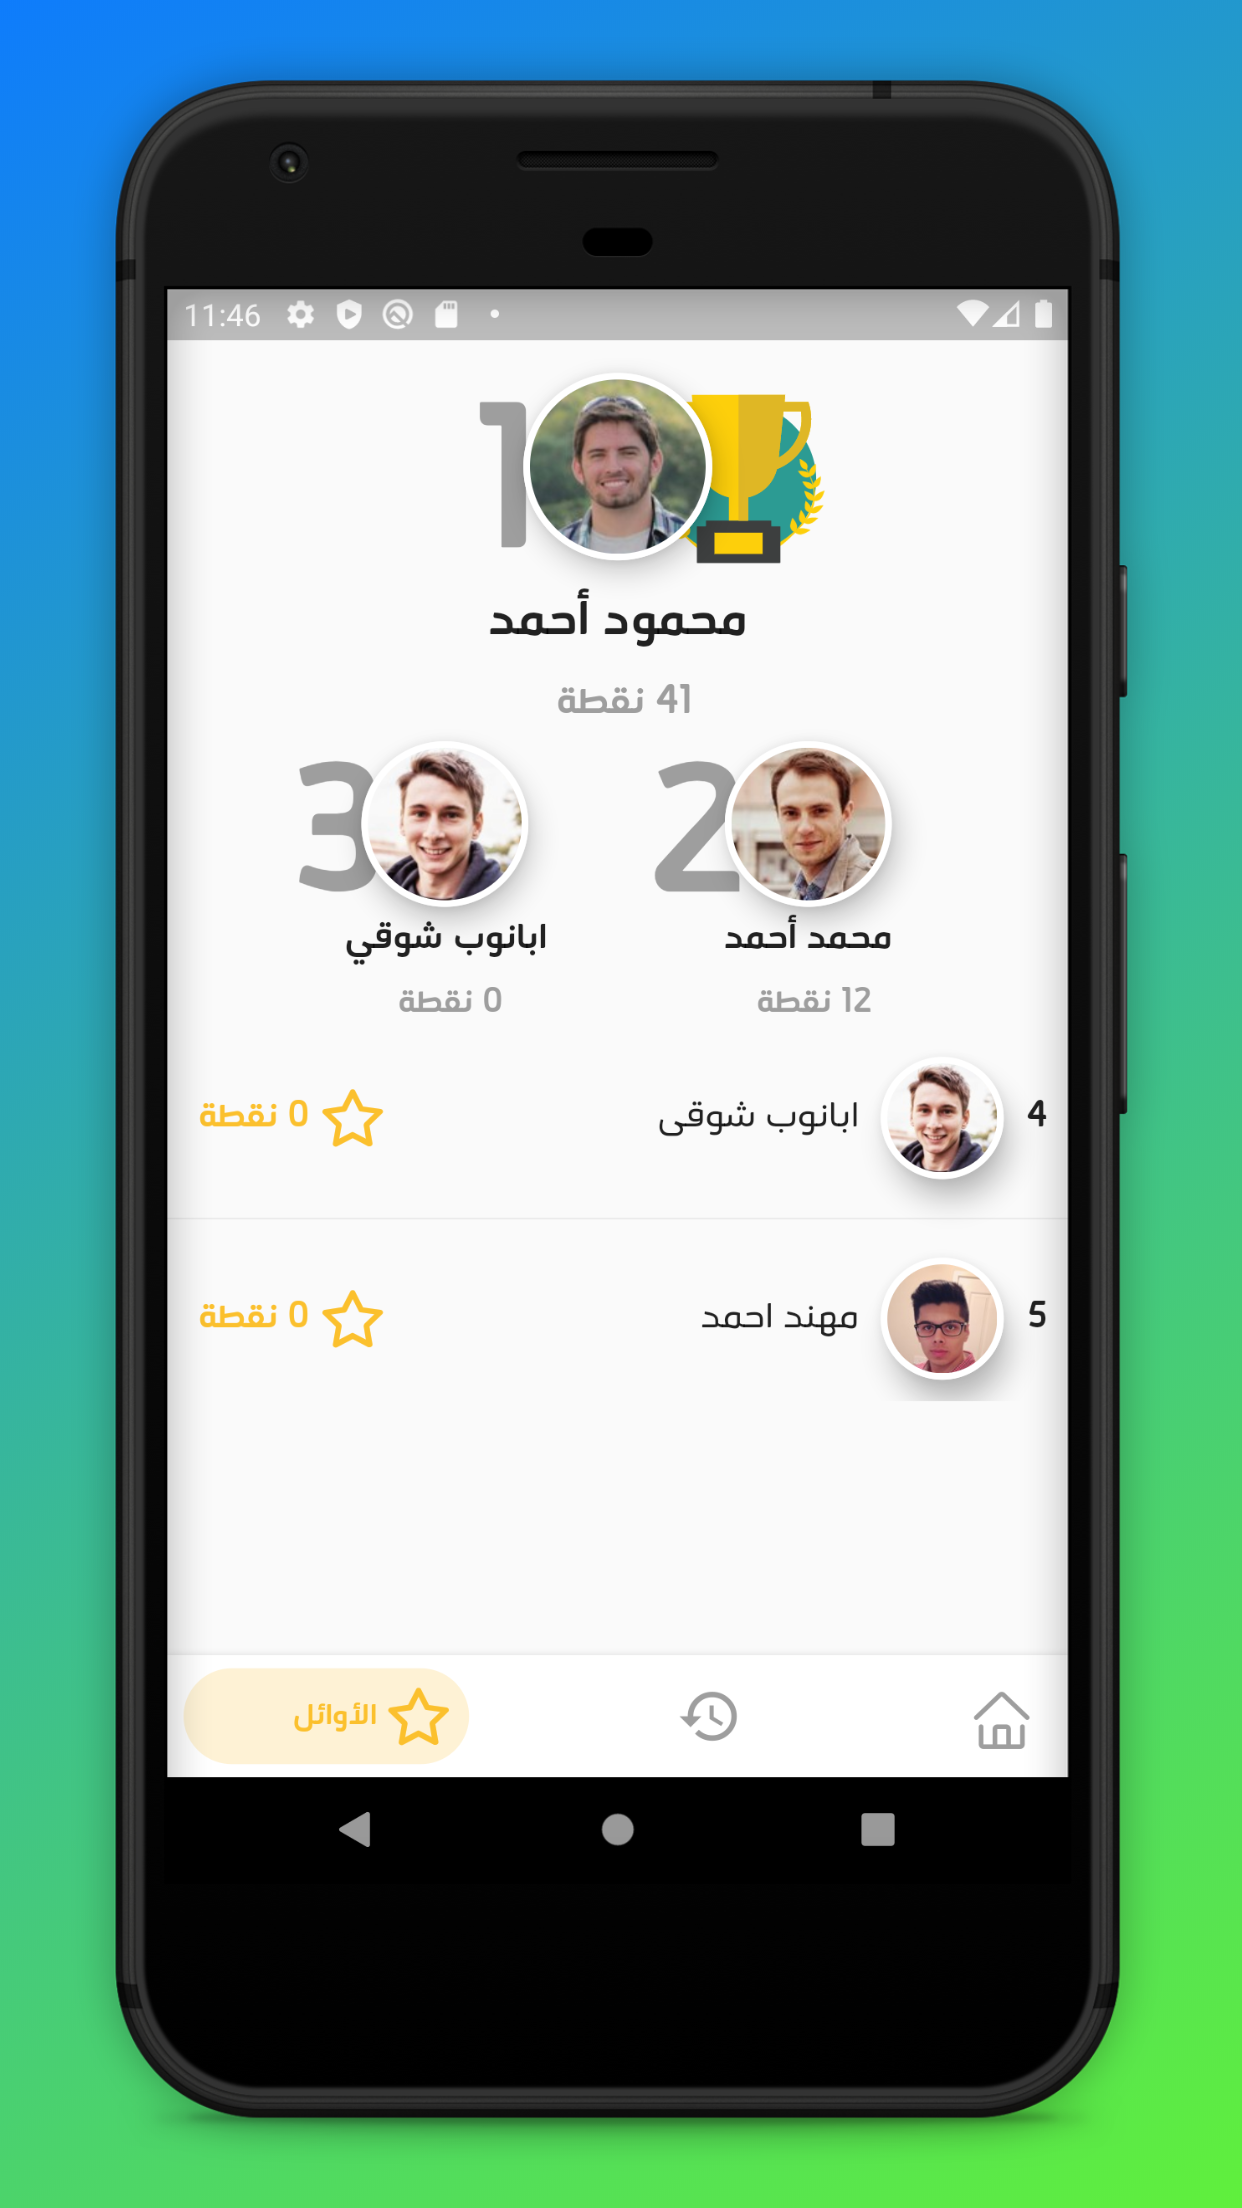 11:46
1
محمود أحمد
41 نقطة
2
3
محمد أحمد
ابانوب شوقي
12 نقطة
0 نقطة
4 ابانوب شوقى 0 نقطة
5 مهند احمد 0 نقطة
الأوائل